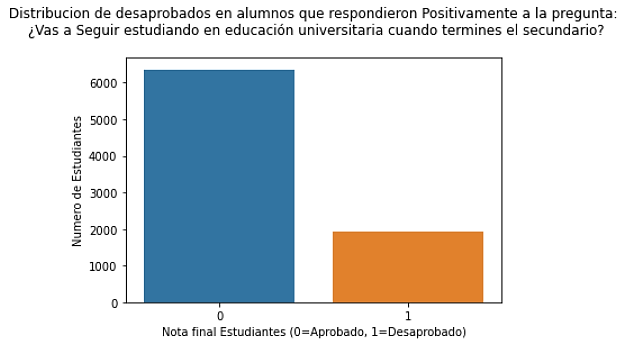 Distribucion de desaprobados en alumnos que respondieron Positivamente a la pregunta:
¿Vas a Seguir estudiando en educación universitaria cuando termines el secundario?
6000
5000
4000
3000
2000
1000
0
Numero de Estudiantes
0 1
Nota final Estudiantes (0=Aprobado, 1=Desaprobado)